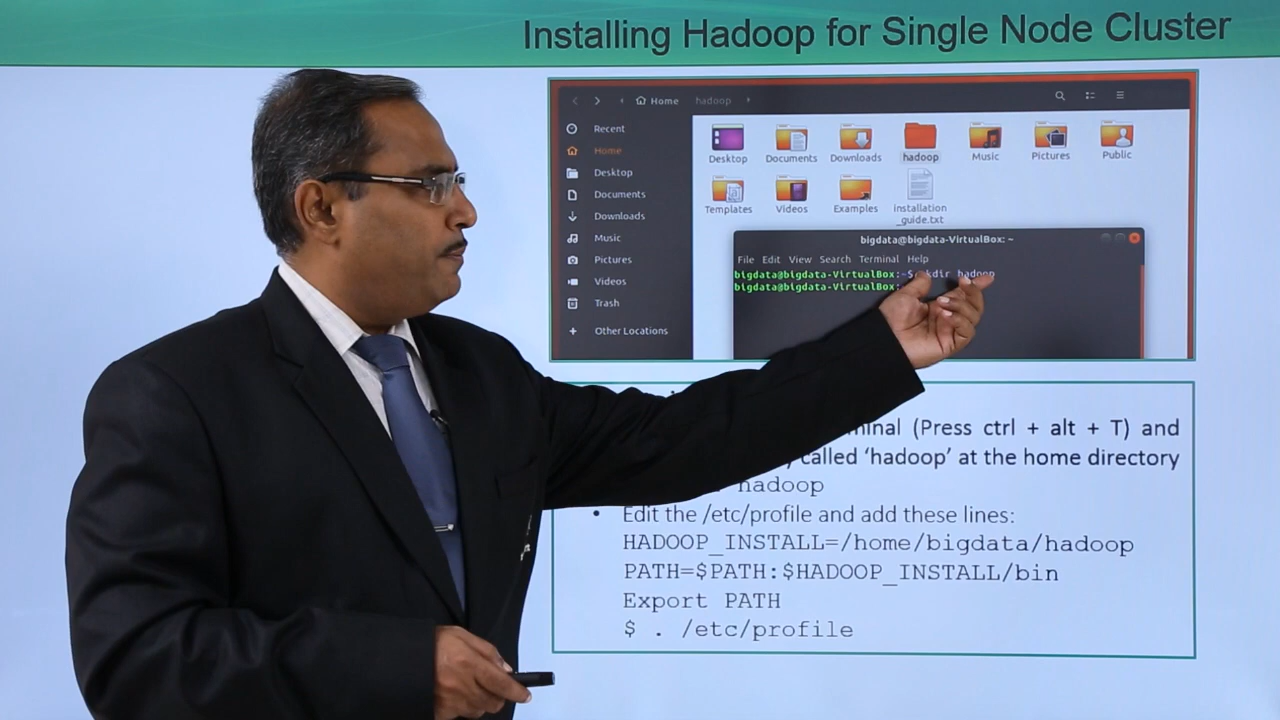 Installing Hadoop for Single Node Cluster
Home hadoop
Recent
Home
Desktop
Documents
Downloads
Music
Pictures
Videos
Trash
Other Locations
Desktop Documents Downloads hadoop Music Pictures Public
Templates Videos Examples installation
_guide.txt
bigdata@bigdata-VirtualBox: ~
File Edit View Search Terminal Help
bigdata@bigdata-VirtualBox:~$ hadoop
bigdata@bigdata-VirtualBox:
(Press ctrl + alt + T) and
called ‘hadoop’ at the home directory
hadoop
• Edit the /etc/profile and add these lines:
HADOOP_INSTALL=/home/bigdata/hadoop
PATH=$PATH:$HADOOP_INSTALL/bin
Export PATH
$ . /etc/profile